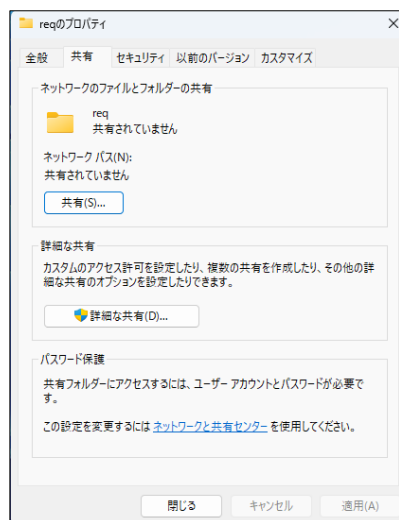 reqのプロパティ
全般 共有 セキュリティ 以前のバージョン カスタマイズ
ネットワークのファイルとフォルダーの共有
req
共有されていません
ネットワーク パス(N):
共有されていません
共有(S)...
詳細な共有
カスタムのアクセス許可を設定したり、複数の共有を作成したり、その他の詳
細な共有のオプションを設定したりできます。
詳細な共有(D)...
パスワード保護
共有フォルダーにアクセスするには、ユーザー アカウントとパスワードが必要で
す。
この設定を変更するには ネットワークと共有センター を使用してください。
閉じる キャンセル 適用(A)